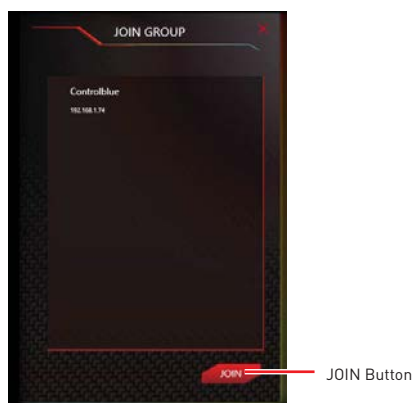 JOIN GROUP
Controlblue
192.168.1.74
JOIN
JOIN Button